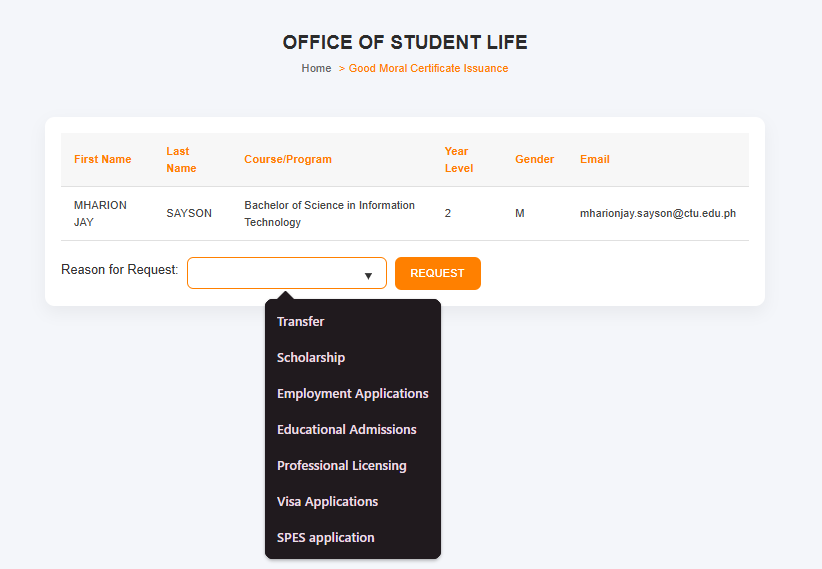 OFFICE OF STUDENT LIFE
Home > Good Moral Certificate Issuance
First Name Last Name Course/Program Year Level Gender Email
MHARION JAY SAYSON Bachelor of Science in Information Technology 2 M mharionjay.sayson@ctu.edu.ph
Reason for Request: REQUEST
Transfer
Scholarship
Employment Applications
Educational Admissions
Professional Licensing
Visa Applications
SPES application